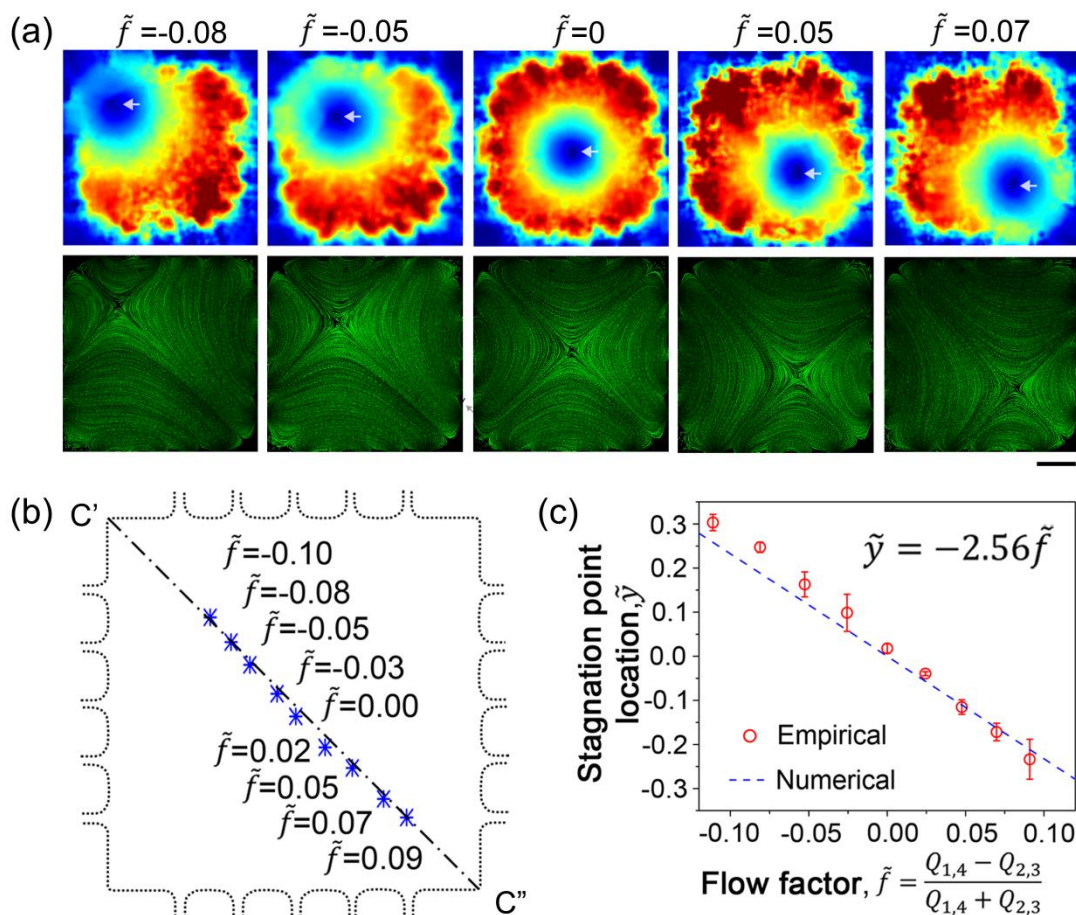 (a)
f̃=-0.08
f̃=-0.05
f̃=0
f̃=0.05
f̃=0.07
(b)
C'
f̃=-0.10
f̃=-0.08
f̃=-0.05
f̃=-0.03
f̃=0.00
f̃=0.02
f̃=0.05
f̃=0.07
f̃=0.09
C"
(c)
Stagnation point
location,ỹ
0.3
0.2
0.0
-0.1
-0.2
-0.3
ỹ = −2.56f̃
Empirical
Numerical
-0.10 -0.05 0.00 0.05 0.10
Flow factor, f̃ = (Q1,4 − Q2,3) / (Q1,4 + Q2,3)